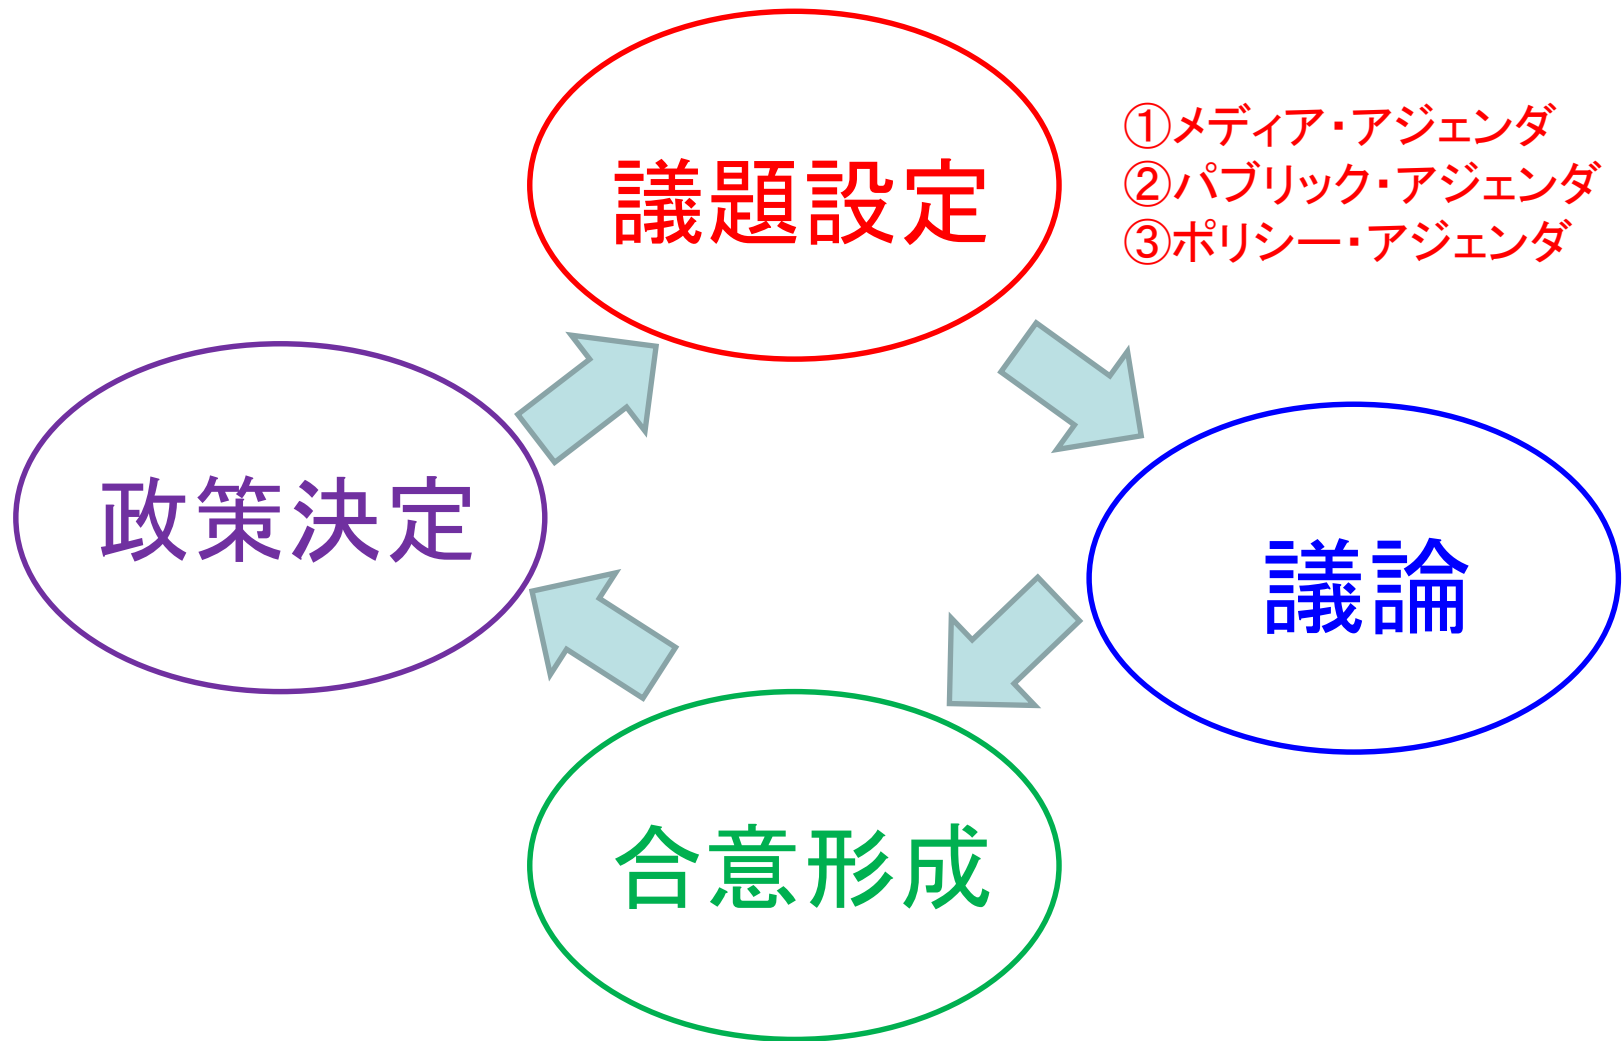 議題設定
①メディア・アジェンダ
②パブリック・アジェンダ
③ポリシー・アジェンダ
政策決定
議論
合意形成